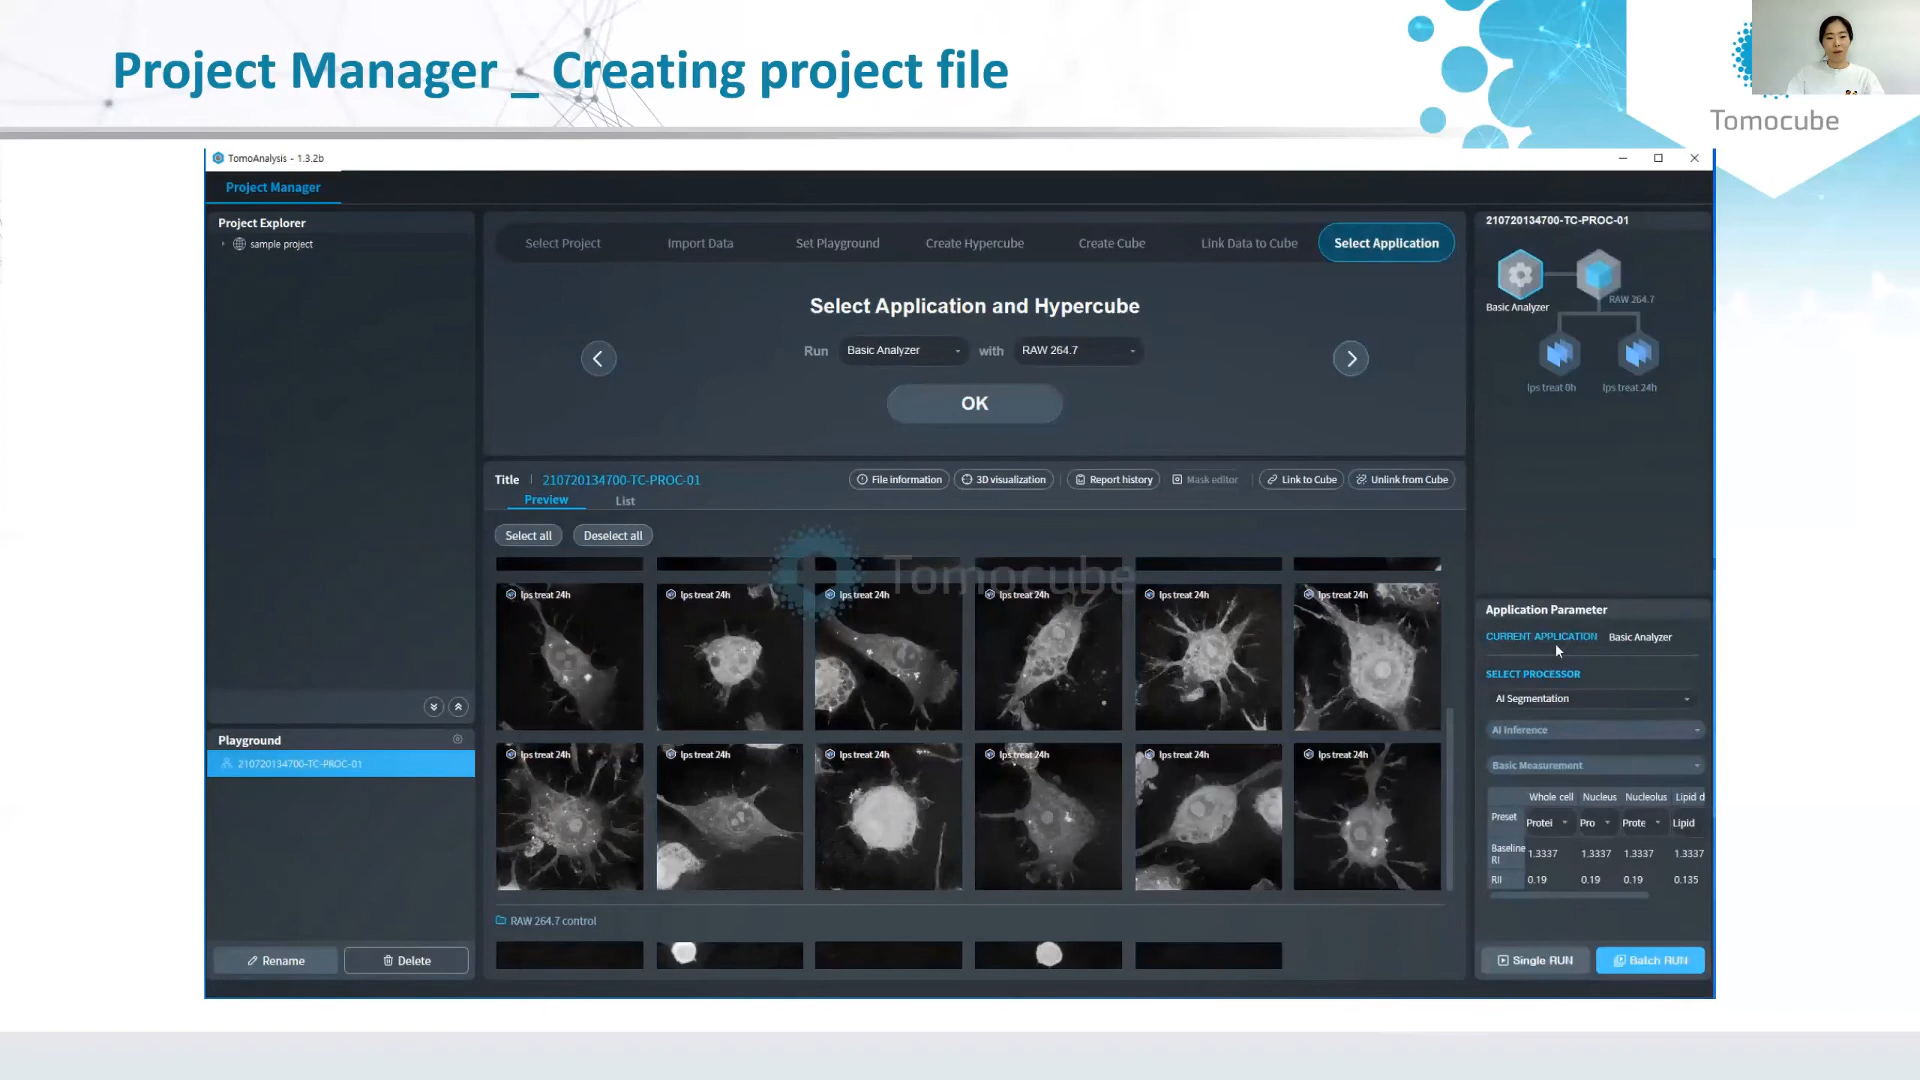 Project Manager _ Creating project file
Tomocube
TomoAnalysis - 1.3.2b
Project Manager
Project Explorer
sample project
Select Project
Import Data
Set Playground
Create Hypercube
Create Cube
Link Data to Cube
Select Application
Select Application and Hypercube
Run
Basic Analyzer
with
RAW 264.7
OK
Title
210720134700-TC-PROC-01
File information
3D visualization
Report history
Mask editor
Link to Cube
Unlink from Cube
Preview
List
Select all
Deselect all
Tomocube
lps treat 24h
lps treat 24h
lps treat 24h
lps treat 24h
lps treat 24h
lps treat 24h
lps treat 24h
lps treat 24h
lps treat 24h
lps treat 24h
lps treat 24h
lps treat 24h
RAW 264.7 control
Playground
210720134700-TC-PROC-01
Rename
Delete
210720134700-TC-PROC-01
Basic Analyzer
RAW 264.7
lps treat 0h
lps treat 24h
Application Parameter
CURRENT APPLICATION Basic Analyzer
SELECT PROCESSOR
AI Segmentation
AI Inference
Basic Measurement
Whole cell Nucleus Nucleolus Lipid d
Preset Protei Pro Prote Lipid
Baseline RI 1.3337 1.3337 1.3337 1.3337
RII 0.19 0.19 0.19 0.135
Single RUN
Batch RUN